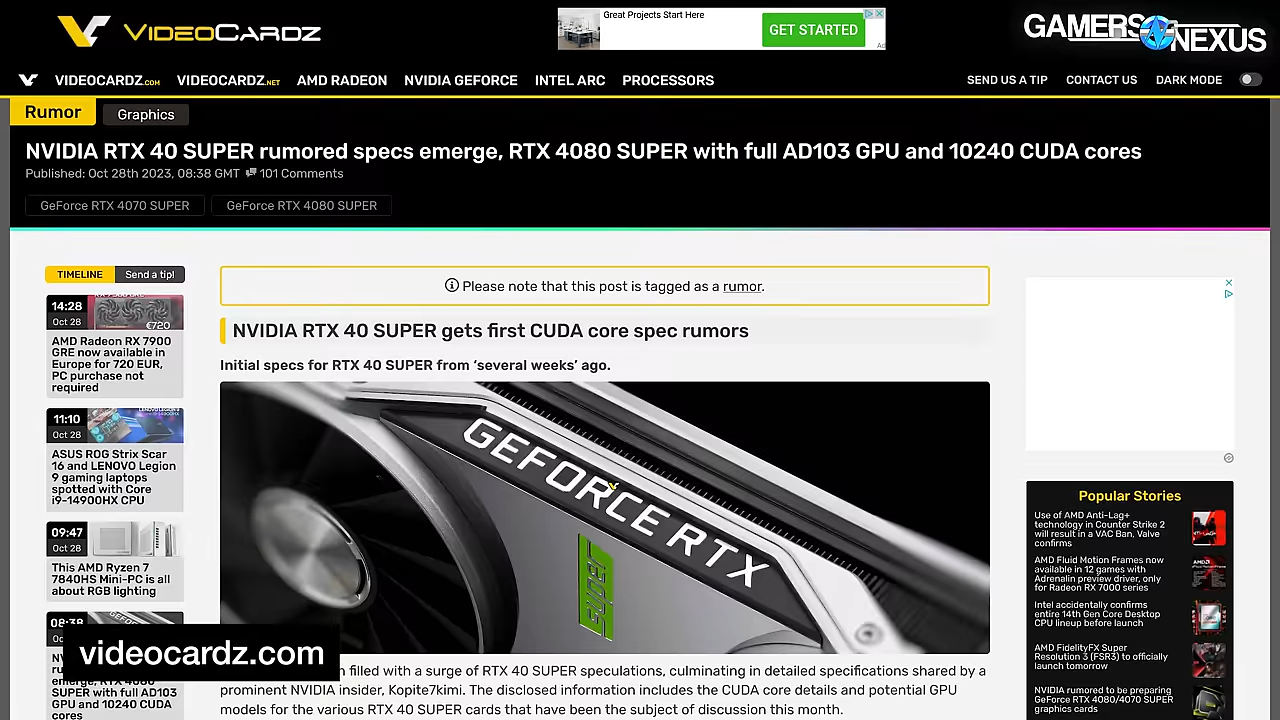 VIDEOCARDZ
Great Projects Start Here
GET STARTED
Ad
GAMERS NEXUS
VIDEOCARDZ.COM VIDEOCARDZ.NET AMD RADEON NVIDIA GEFORCE INTEL ARC PROCESSORS
SEND US A TIP CONTACT US DARK MODE
Rumor Graphics
NVIDIA RTX 40 SUPER rumored specs emerge, RTX 4080 SUPER with full AD103 GPU and 10240 CUDA cores
Published: Oct 28th 2023, 08:38 GMT 101 Comments
GeForce RTX 4070 SUPER GeForce RTX 4080 SUPER
TIMELINE Send a tip!
14:28
Oct 28
€720
AMD Radeon RX 7900
GRE now available in
Europe for 720 EUR,
PC purchase not
required
11:10
Oct 28
ASUS ROG Strix Scar
16 and LENOVO Legion
9 gaming laptops
spotted with Core
i9-14900HX CPU
09:47
Oct 28
This AMD Ryzen 7
7840HS Mini-PC is all
about RGB lighting
08:38
SUPER with full AD103
GPU and 10240 CUDA
cores
Please note that this post is tagged as a rumor.
NVIDIA RTX 40 SUPER gets first CUDA core spec rumors
Initial specs for RTX 40 SUPER from ‘several weeks’ ago.
GEFORCE RTX
SUPER
filled with a surge of RTX 40 SUPER speculations, culminating in detailed specifications shared by a
prominent NVIDIA insider, Kopite7kimi. The disclosed information includes the CUDA core details and potential GPU
models for the various RTX 40 SUPER cards that have been the subject of discussion this month.
Popular Stories
Use of AMD Anti-Lag+
technology in Counter Strike 2
will result in a VAC Ban, Valve
confirms
AMD Fluid Motion Frames now
available in 12 games with
Adrenalin preview driver, only
for Radeon RX 7000 series
Intel accidentally confirms
entire 14th Gen Core Desktop
CPU lineup before launch
AMD FidelityFX Super
Resolution 3 (FSR3) to officially
launch tomorrow
NVIDIA rumored to be preparing
GeForce RTX 4080/4070 SUPER
graphics cards
videocardz.com